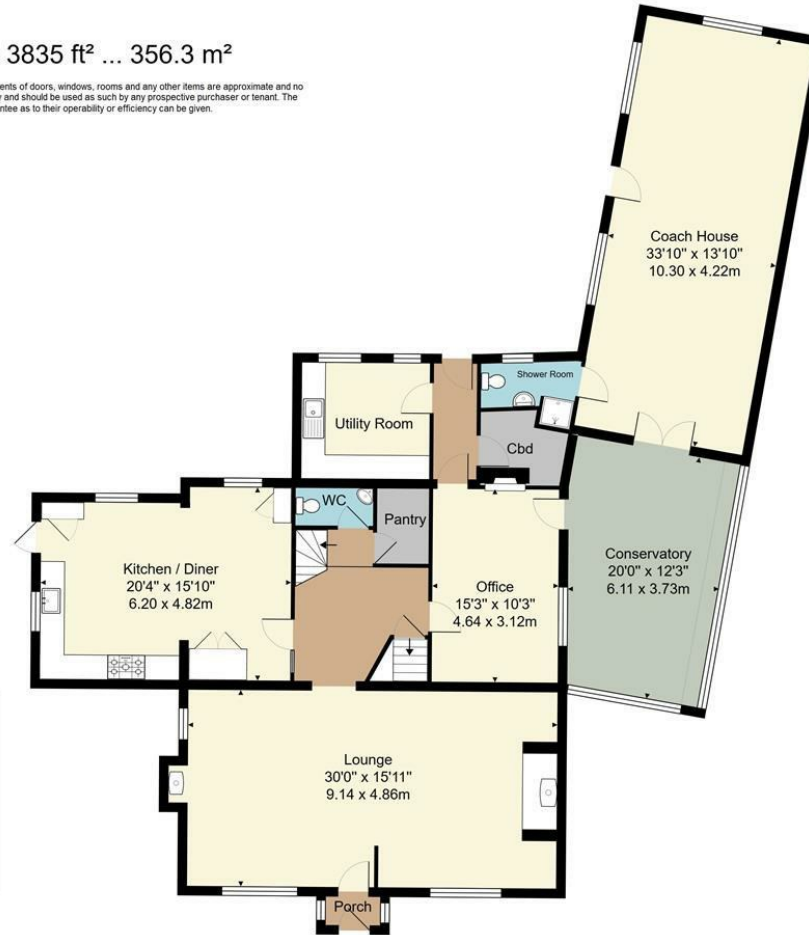 3835 ft² ... 356.3 m²
ents of doors, windows, rooms and any other items are approximate and no
y and should be used as such by any prospective purchaser or tenant. The
ntee as to their operability or efficiency can be given.
Coach House
33'10" x 13'10"
10.30 x 4.22m
Shower Room
Utility Room
Cbd
WC
Pantry
Kitchen / Diner
20'4" x 15'10"
6.20 x 4.82m
Office
15'3" x 10'3"
4.64 x 3.12m
Conservatory
20'0" x 12'3"
6.11 x 3.73m
Lounge
30'0" x 15'11"
9.14 x 4.86m
Porch